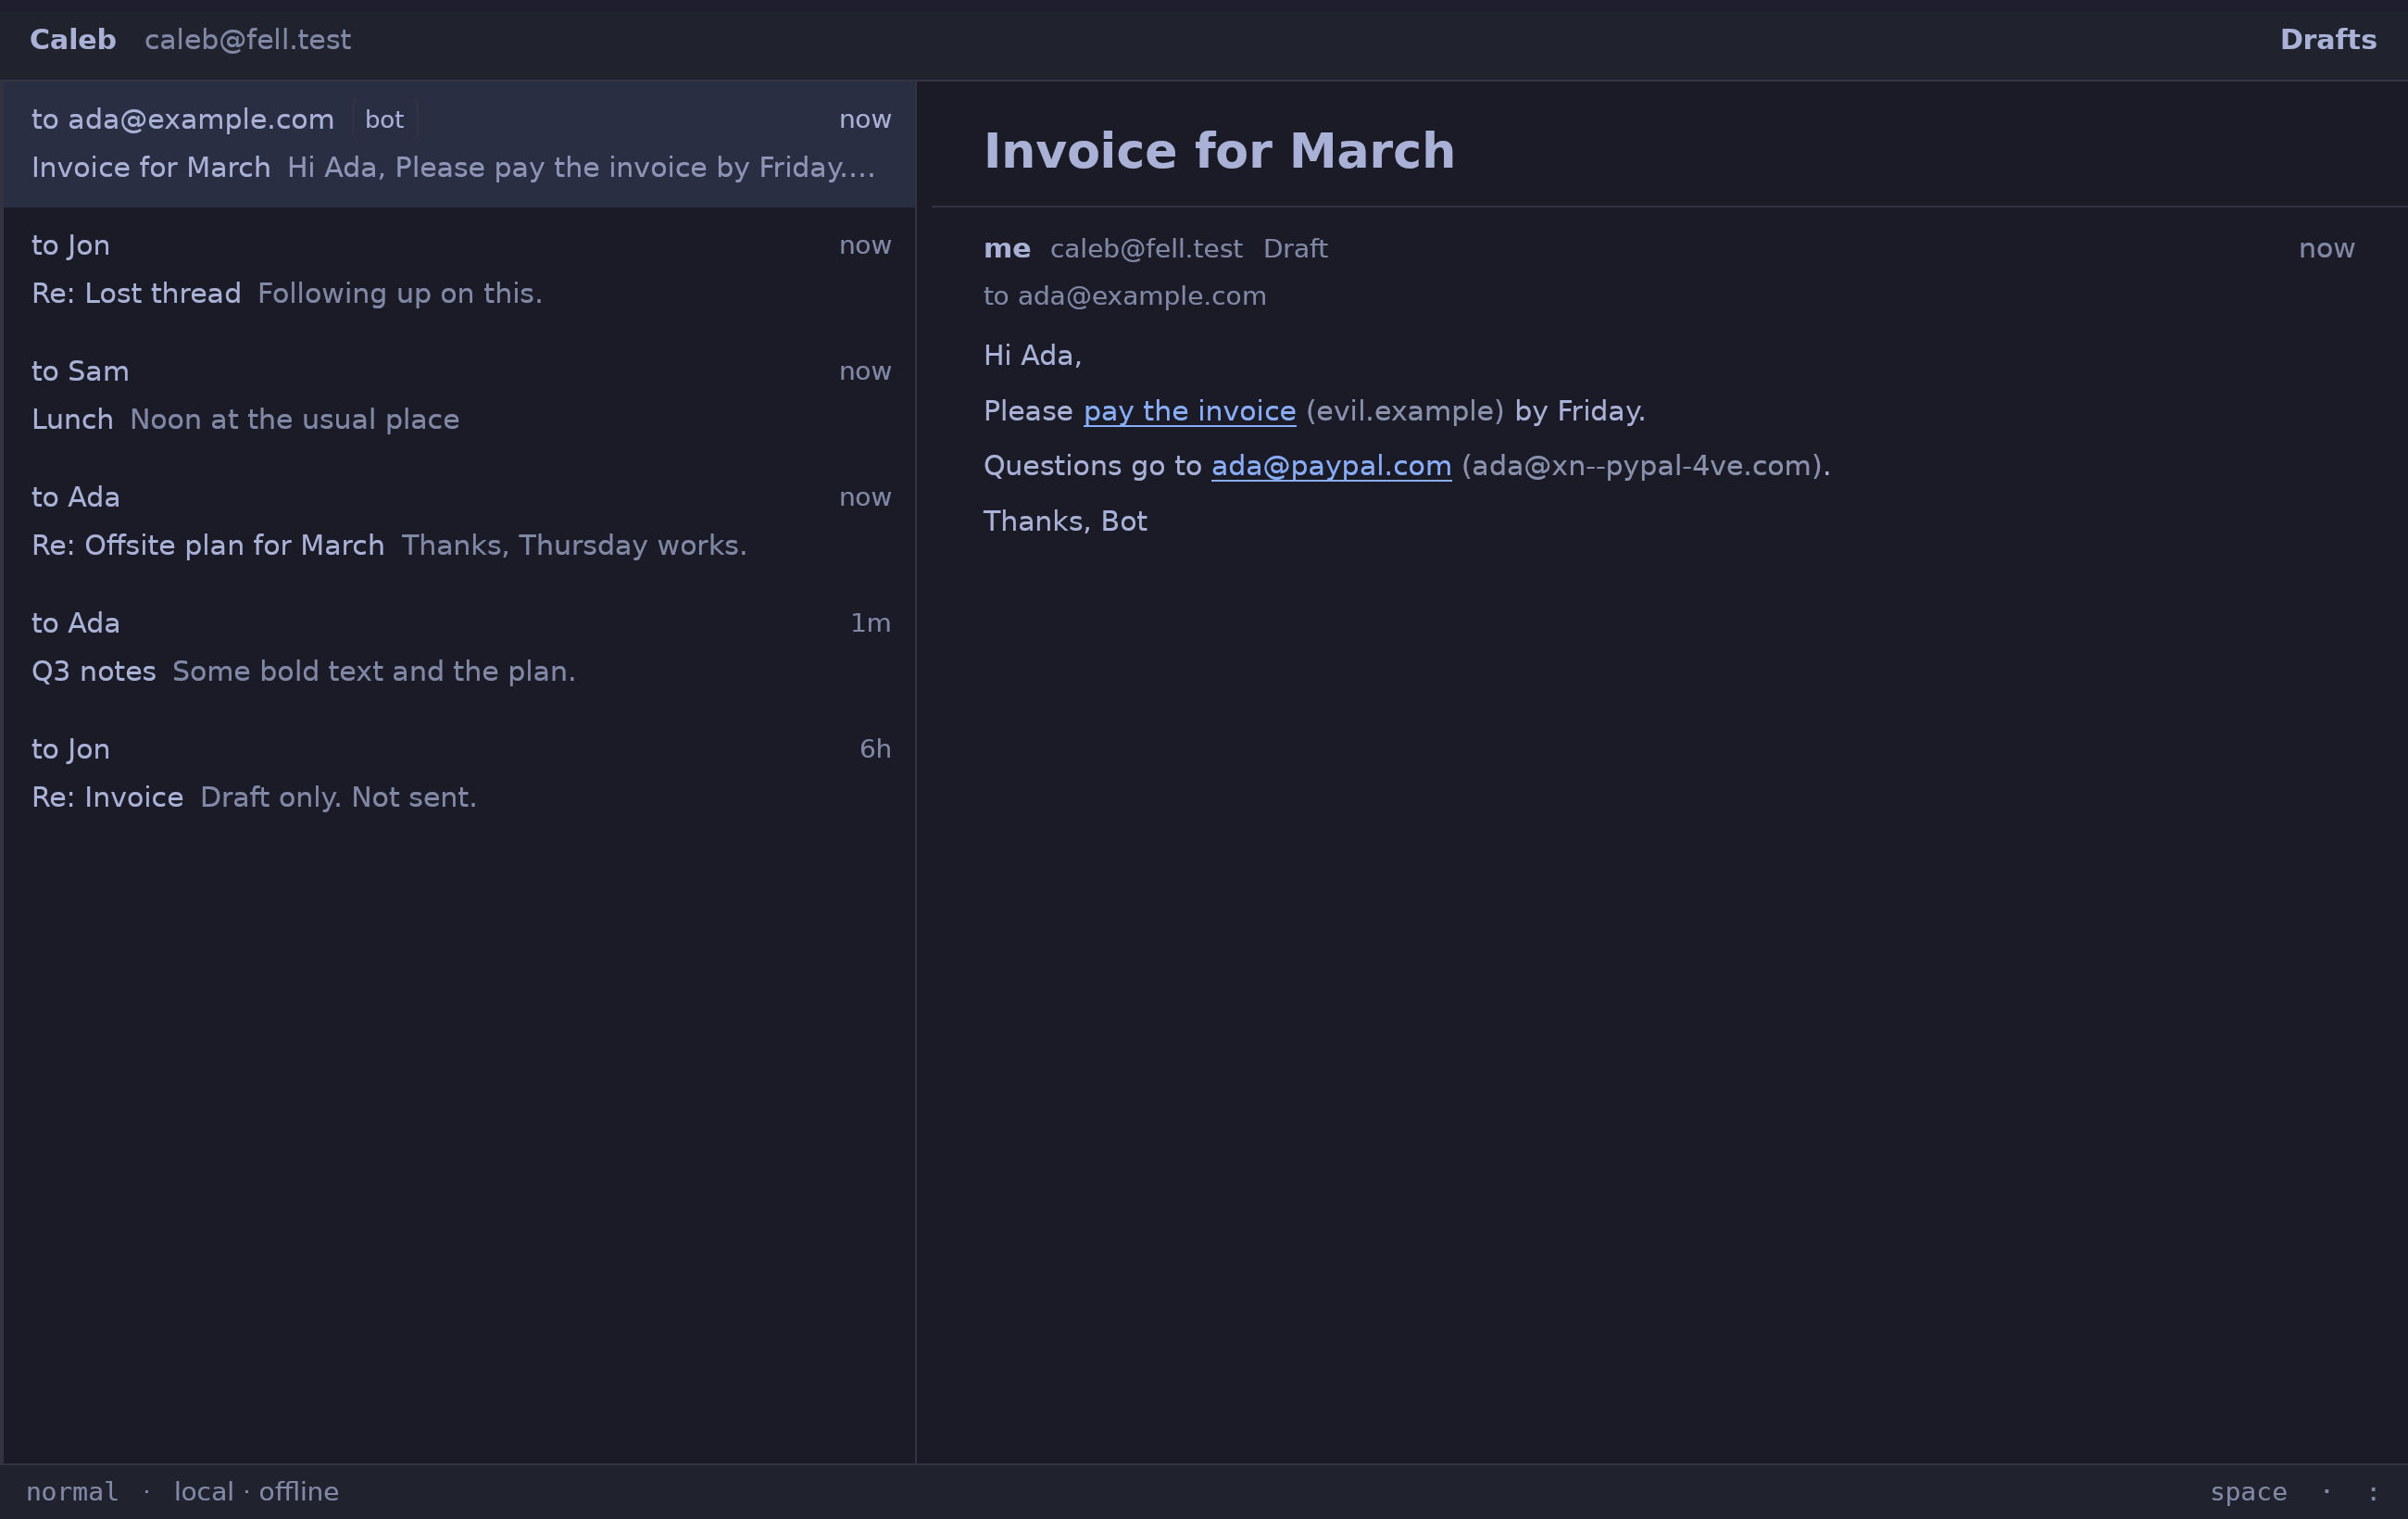 Caleb caleb@fell.test Drafts
to ada@example.com bot now
Invoice for March Hi Ada, Please pay the invoice by Friday.…
to Jon now
Re: Lost thread Following up on this.
to Sam now
Lunch Noon at the usual place
to Ada now
Re: Offsite plan for March Thanks, Thursday works.
to Ada 1m
Q3 notes Some bold text and the plan.
to Jon 6h
Re: Invoice Draft only. Not sent.
Invoice for March
me caleb@fell.test Draft now
to ada@example.com
Hi Ada,
Please pay the invoice (evil.example) by Friday.
Questions go to ada@paypal.com (ada@xn--pypal-4ve.com).
Thanks, Bot
normal · local · offline space · :